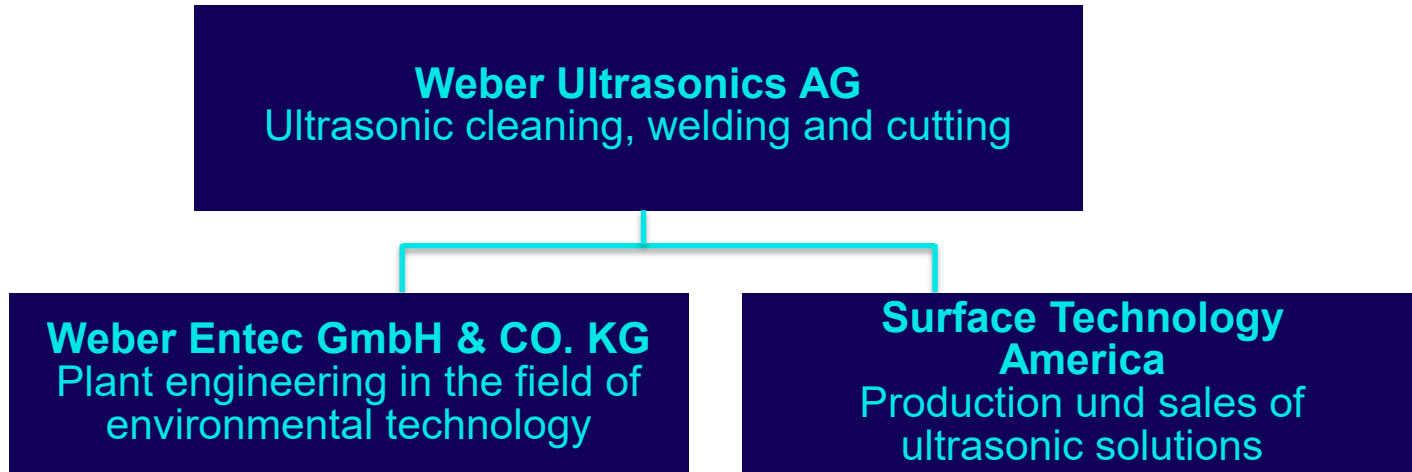 Weber Ultrasonics AG
Ultrasonic cleaning, welding and cutting
Weber Entec GmbH & CO. KG
Plant engineering in the field of
environmental technology
Surface Technology
America
Production und sales of
ultrasonic solutions